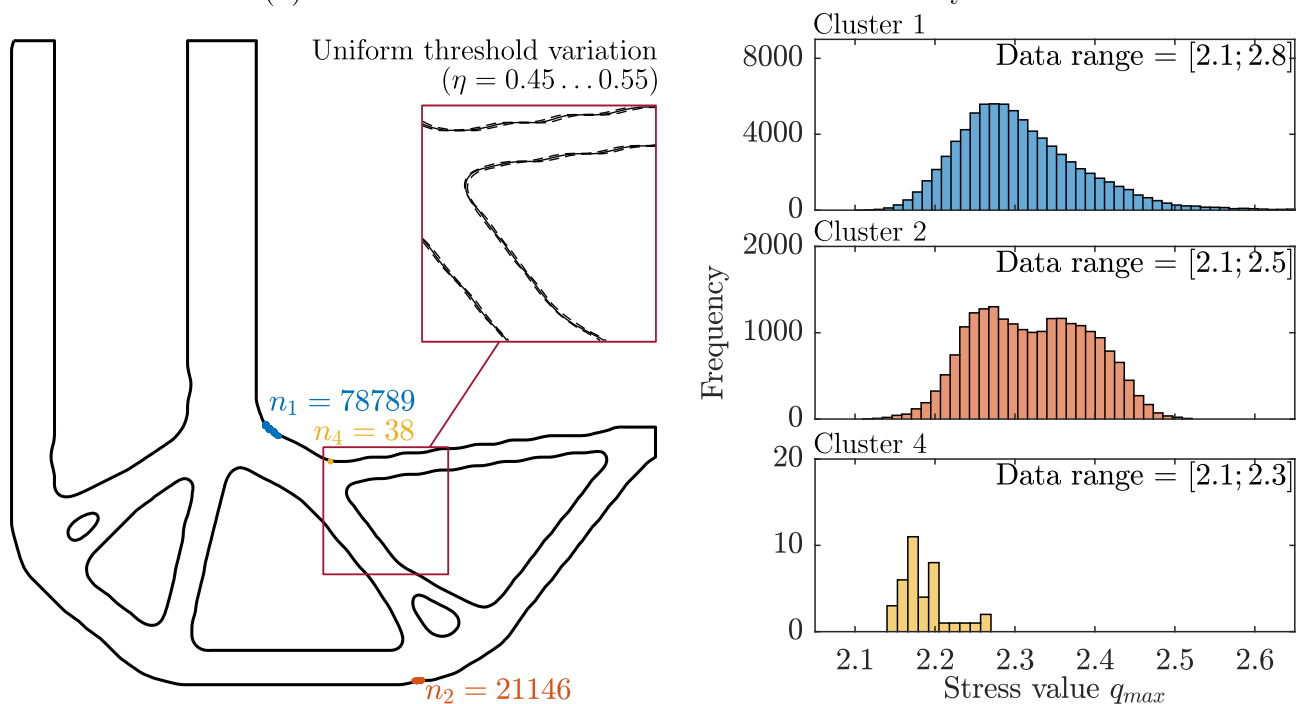 Uniform threshold variation
(η = 0.45 . . . 0.55)
n₁ = 78789
n₄ = 38
n₂ = 21146
Cluster 1
Data range = [2.1; 2.8]
8000
4000
0
Cluster 2
Data range = [2.1; 2.5]
2000
1000
0
Frequency
Cluster 4
Data range = [2.1; 2.3]
20
10
0
2.1 2.2 2.3 2.4 2.5 2.6
Stress value qₘₐₓ